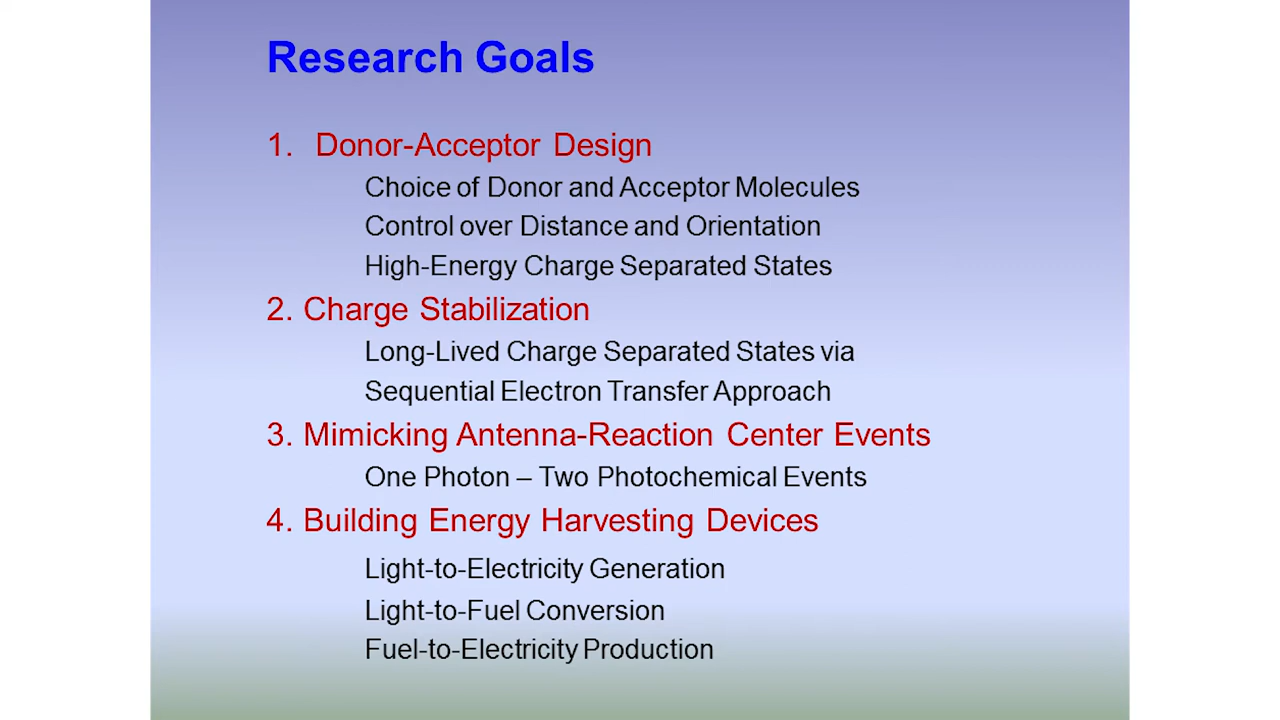 Research Goals
1. Donor-Acceptor Design
Choice of Donor and Acceptor Molecules
Control over Distance and Orientation
High-Energy Charge Separated States
2. Charge Stabilization
Long-Lived Charge Separated States via
Sequential Electron Transfer Approach
3. Mimicking Antenna-Reaction Center Events
One Photon – Two Photochemical Events
4. Building Energy Harvesting Devices
Light-to-Electricity Generation
Light-to-Fuel Conversion
Fuel-to-Electricity Production